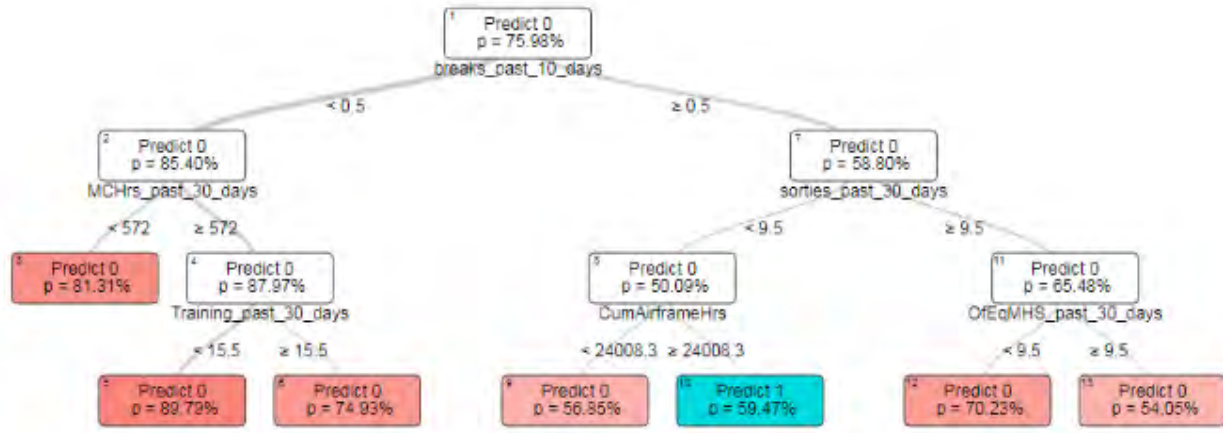 1
Predict 0
p = 75.98%
breaks_past_10_days
< 0.5
≥ 0.5
2
Predict 0
p = 85.40%
MCHrs_past_30_days
7
Predict 0
p = 58.80%
sorties_past_30_days
< 572
≥ 572
< 9.5
≥ 9.5
3
Predict 0
p = 81.31%
4
Predict 0
p = 87.97%
Training_past_30_days
Predict 0
p = 50.09%
CumAirframeHrs
11
Predict 0
p = 65.48%
OfEqMHS_past_30_days
< 15.5
≥ 15.5
< 24008.3
≥ 24008.3
< 9.5
≥ 9.5
5
Predict 0
p = 89.79%
6
Predict 0
p = 74.93%
9
Predict 0
p = 56.85%
10
Predict 1
p = 59.47%
12
Predict 0
p = 70.23%
13
Predict 0
p = 54.05%